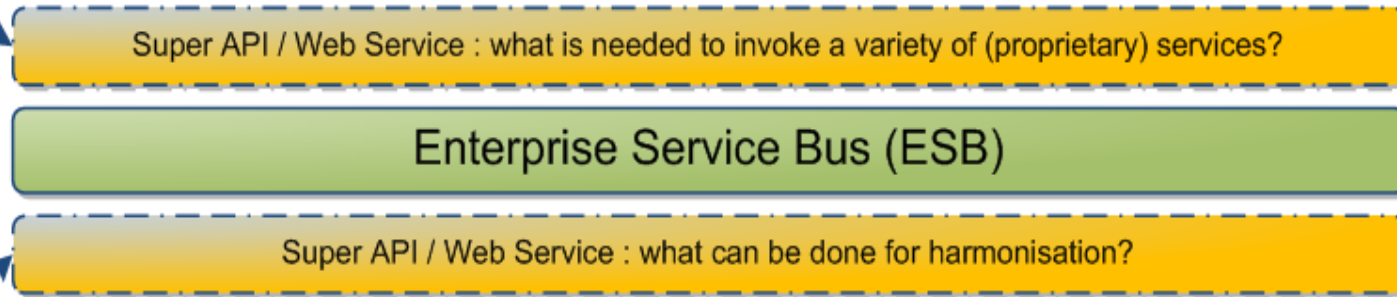 Super API / Web Service : what is needed to invoke a variety of (proprietary) services?
Enterprise Service Bus (ESB)
Super API / Web Service : what can be done for harmonisation?